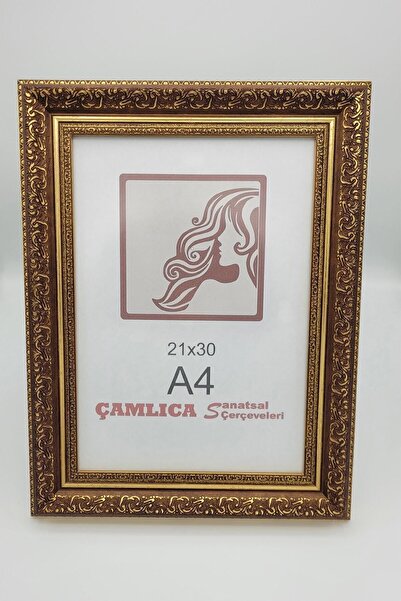 21x30
A4
ÇAMLICA Sanatsal Çerçeveleri